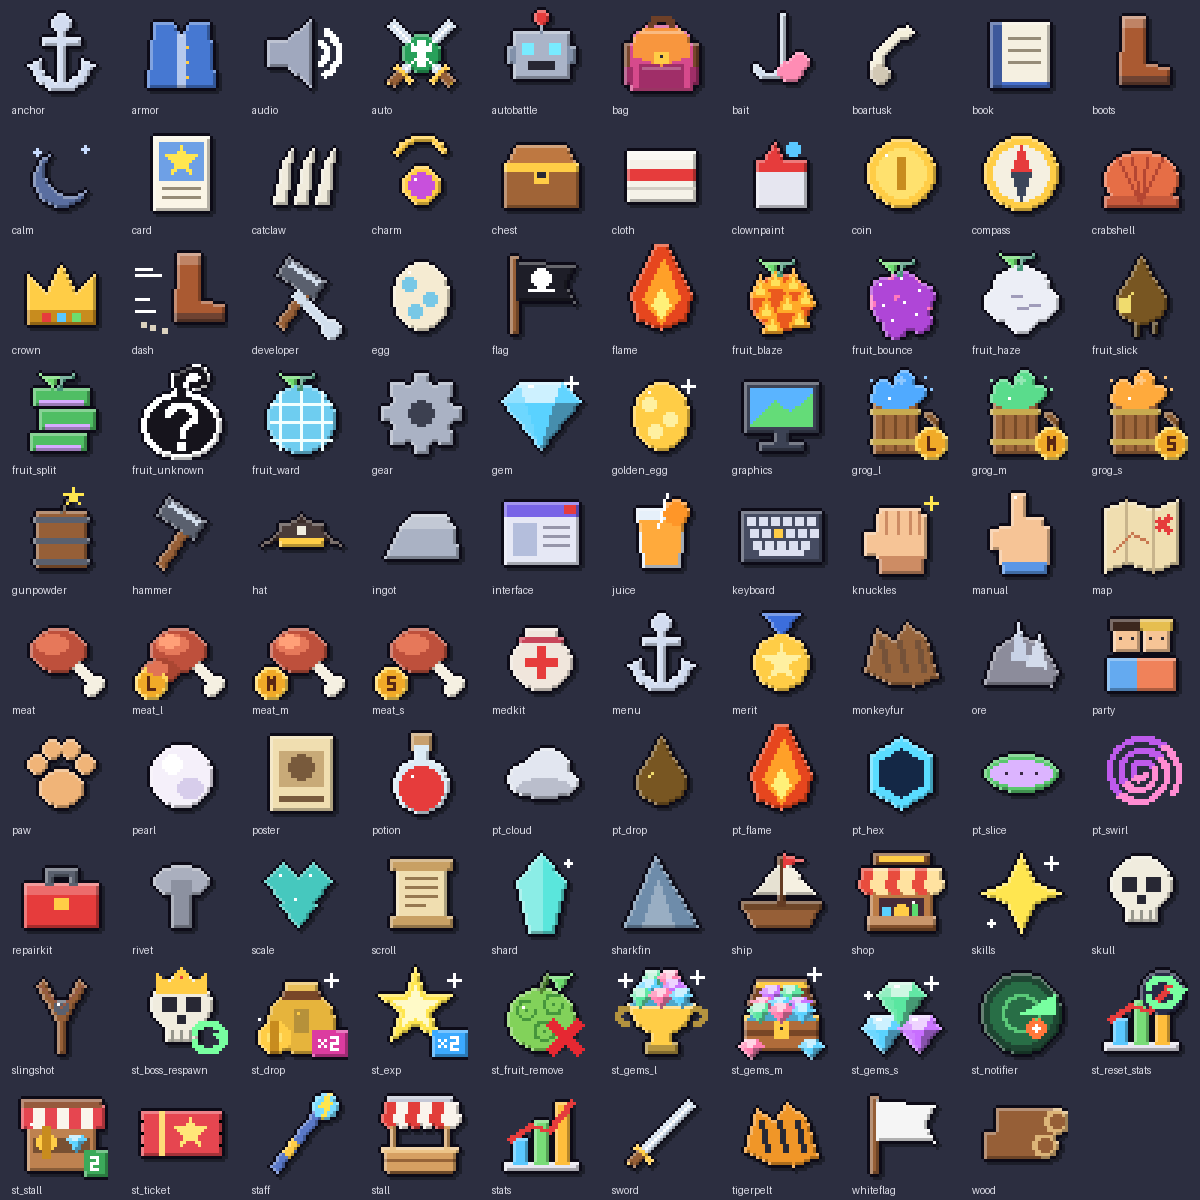 anchor armor audio auto autobattle bag bait boartusk book boots
calm card catclaw charm chest cloth clownpaint coin compass crabshell
crown dash developer egg flag flame fruit_blaze fruit_bounce fruit_haze fruit_slick
?
L M S
fruit_split fruit_unknown fruit_ward gear gem golden_egg graphics grog_l grog_m grog_s
gunpowder hammer hat ingot interface juice keyboard knuckles manual map
L M S
meat meat_l meat_m meat_s medkit menu merit monkeyfur ore party
paw pearl poster potion pt_cloud pt_drop pt_flame pt_hex pt_slice pt_swirl
repairkit rivet scale scroll shard sharkfin ship shop skills skull
x2 x2
slingshot st_boss_respawn st_drop st_exp st_fruit_remove st_gems_l st_gems_m st_gems_s st_notifier st_reset_stats
2
st_stall st_ticket staff stall stats sword tigerpelt whiteflag wood